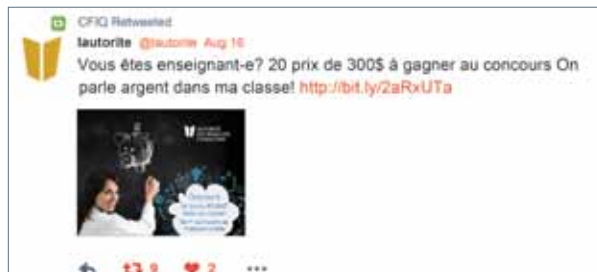 CFIQ Retweeted
lautorite @lautorite Aug 16
Vous êtes enseignant-e? 20 prix de 300$ à gagner au concours On
parle argent dans ma classe! http://bit.ly/2aRxUTa
9 2 ...